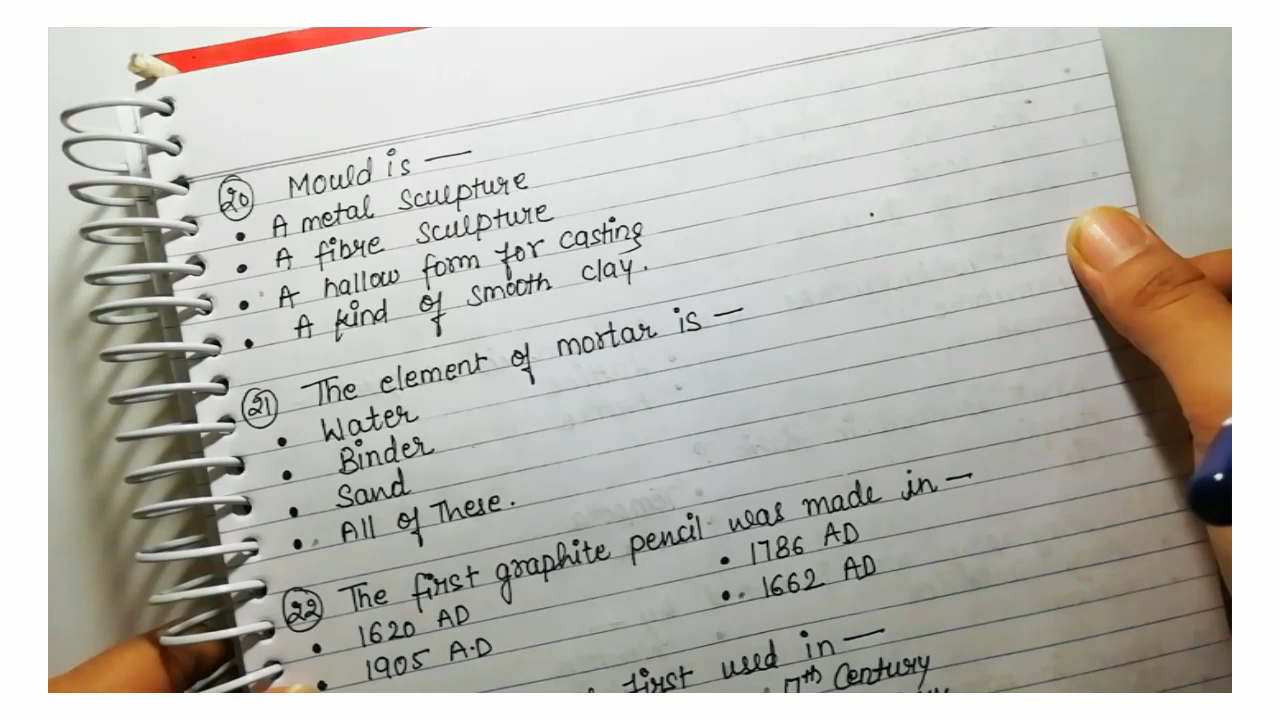 20 Mould is —
• A metal sculpture
• A fibre sculpture
• A hallow form for casting
• A kind of smooth clay.
21 The element of mortar is —
• Water
• Binder
• Sand
• All of These.
22 The first graphite pencil was made in —
• 1620 AD • 1786 AD
• 1905 A.D • 1662 AD
first used in —
17th Century